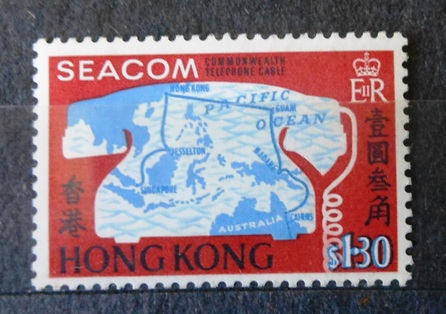 SEACOM
COMMONWEALTH
TELEPHONE CABLE
EIIR
HONG KONG
PACIFIC
GUAM
OCEAN
JESSELTON
MADANG
SINGAPORE
AUSTRALIA
CAIRNS
壹圓叁角
香港
HONG KONG
$1·30